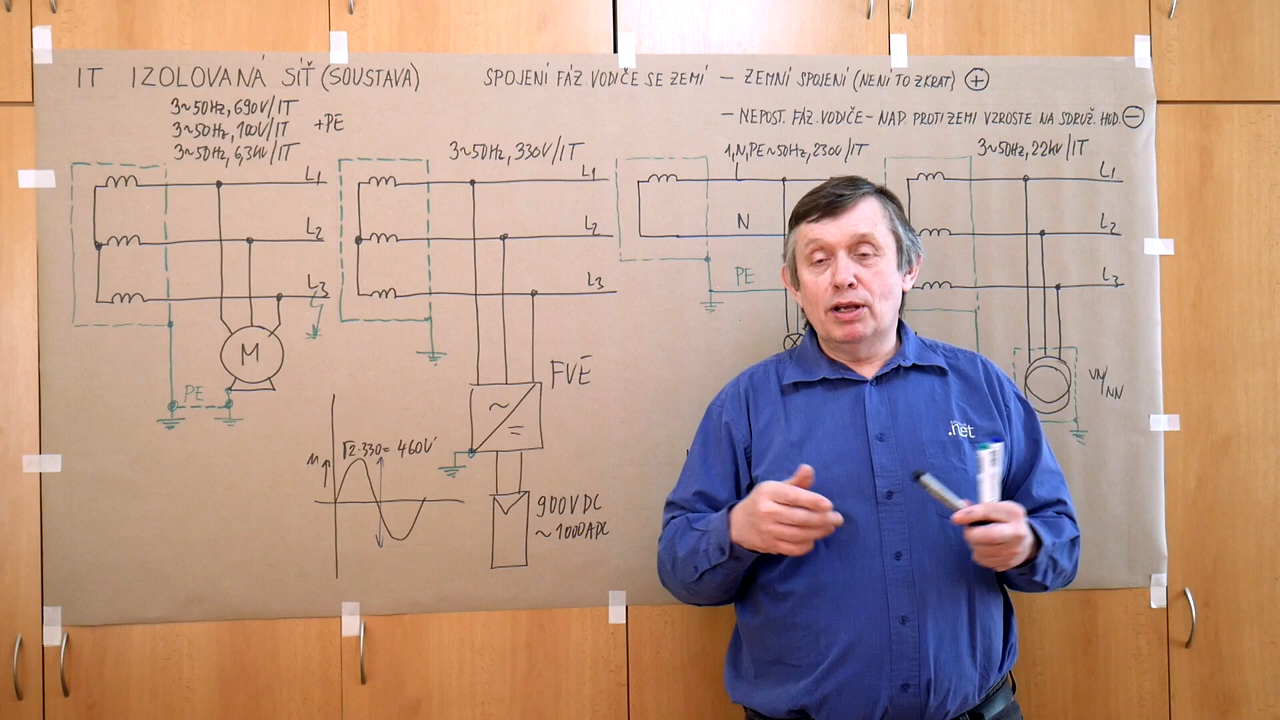 IT IZOLOVANÁ SÍŤ (SOUSTAVA)
SPOJENÍ FÁZ. VODIČE SE ZEMÍ – ZEMNÍ SPOJENÍ (NENÍ TO ZKRAT) +
– NEPOST. FÁZ. VODIČE – NAP. PROTI ZEMI VZROSTE NA SDRUŽ. HOD. –
3~50Hz, 690V/IT
3~50Hz, 700V/IT
3~50Hz, 6,3kV/IT
+PE
L1
L2
L3
M
PE
3~50Hz, 330V/IT
L1
L2
L3
FVE
~
=
u
√2·330= 460V
900VDC
~1000ADC
1,N,PE~50Hz, 230V/IT
L
N
PE
3~50Hz, 22kV/IT
L1
L2
L3
VN/NN
.net